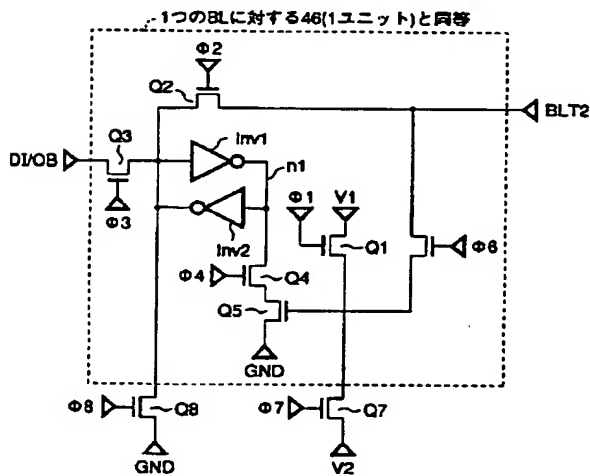 1つのBLに対する46(1ユニット)と同等
Φ2
Q2
BLT2
Q3
Inv1
DI/OB
n1
Φ1
V1
Φ3
Inv2
Q1
Φ6
Φ4
Q4
Q5
GND
Φ8
Q8
Φ7
Q7
GND
V2